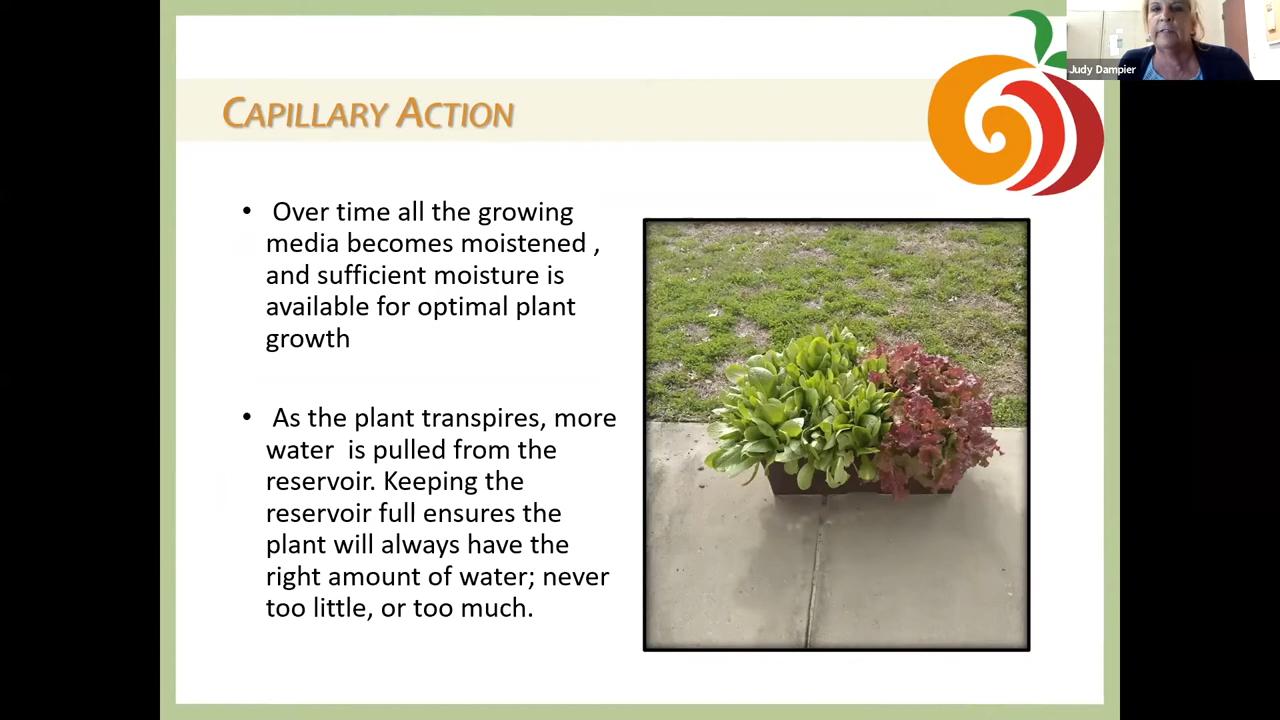 Judy Dampier
CAPILLARY ACTION
• Over time all the growing
media becomes moistened ,
and sufficient moisture is
available for optimal plant
growth
• As the plant transpires, more
water is pulled from the
reservoir. Keeping the
reservoir full ensures the
plant will always have the
right amount of water; never
too little, or too much.